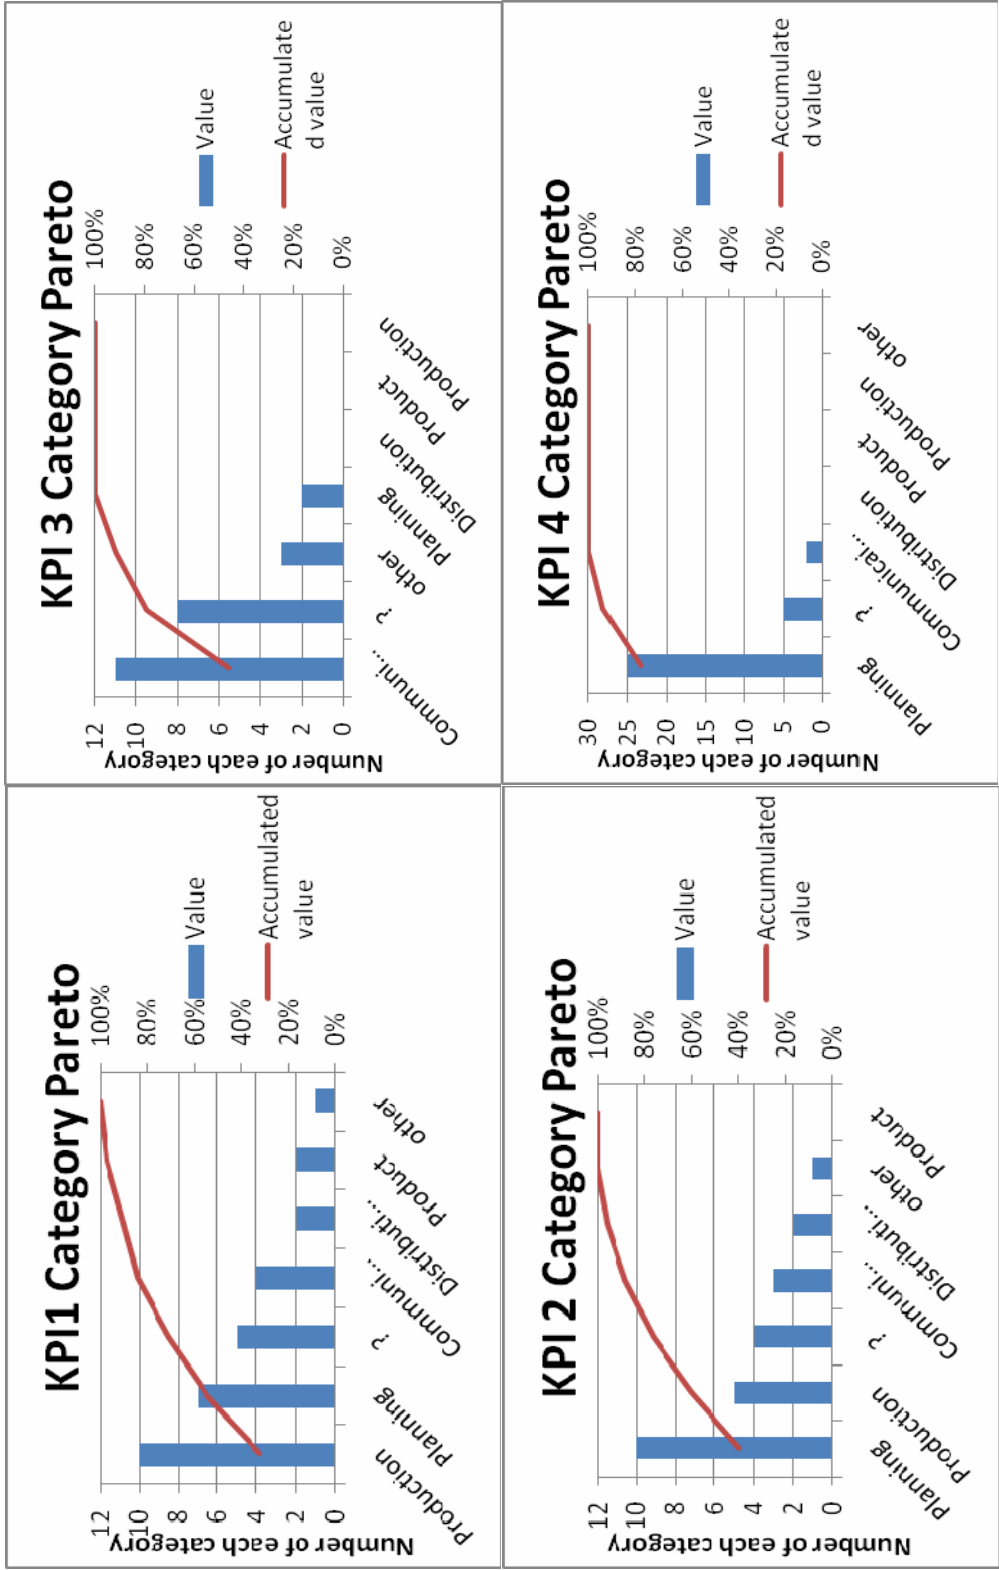 KPI1 Category Pareto
Number of each category
12
10
8
6
4
2
0
100%
80%
60%
40%
20%
0%
Production
Planning
?
Communi...
Distributi...
Product
other
Value
Accumulated
value
KPI 3 Category Pareto
Number of each category
12
10
8
6
4
2
0
100%
80%
60%
40%
20%
0%
Communi...
?
other
Planning
Distribution
Product
Production
Value
Accumulate
d value
KPI 2 Category Pareto
Number of each category
12
10
8
6
4
2
0
100%
80%
60%
40%
20%
0%
Planning
Production
?
Communi...
Distributi...
other
Product
Value
Accumulated
value
KPI 4 Category Pareto
Number of each category
30
25
20
15
10
5
0
100%
80%
60%
40%
20%
0%
Planning
?
Communicai...
Distribution
Product
Production
other
Value
Accumulate
d value